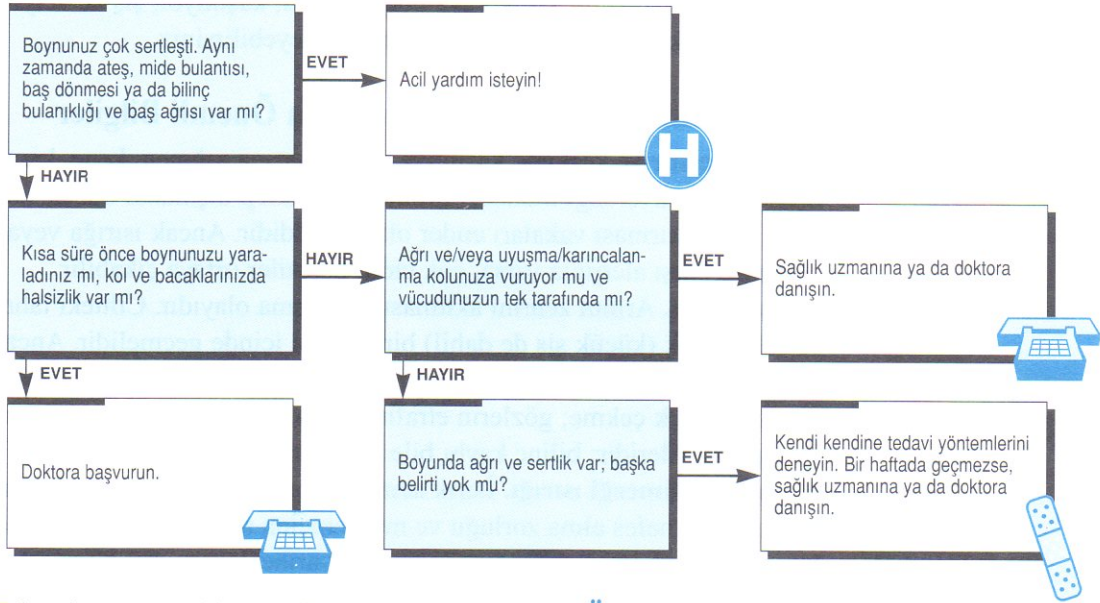 Boynunuz çok sertleşti. Aynı
zamanda ateş, mide bulantısı,
baş dönmesi ya da bilinç
bulanıklığı ve baş ağrısı var mı?
EVET
Acil yardım isteyin!
H
HAYIR
Kısa süre önce boynunuzu yara-
ladınız mı, kol ve bacaklarınızda
halsizlik var mı?
HAYIR
Ağrı ve/veya uyuşma/karıncalan-
ma kolunuza vuruyor mu ve
vücudunuzun tek tarafında mı?
EVET
Sağlık uzmanına ya da doktora
danışın.
EVET
HAYIR
Doktora başvurun.
Boyunda ağrı ve sertlik var; başka
belirti yok mu?
EVET
Kendi kendine tedavi yöntemlerini
deneyin. Bir haftada geçmezse,
sağlık uzmanına ya da doktora
danışın.